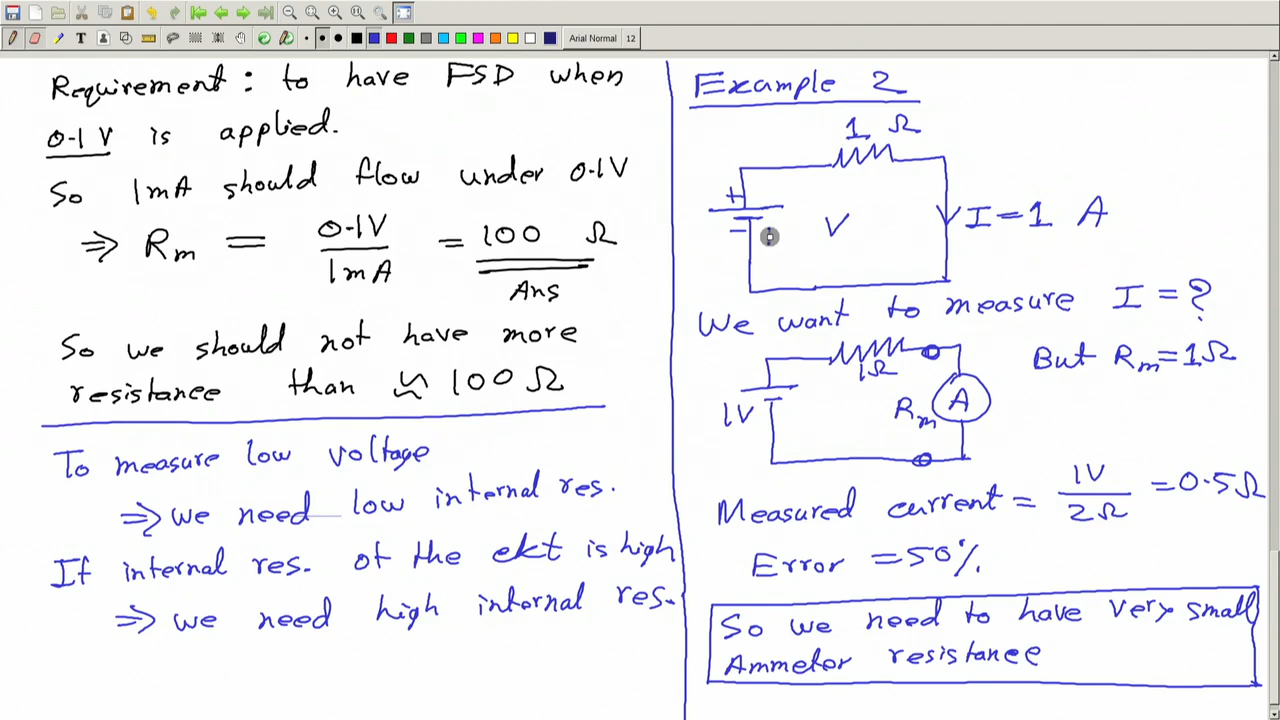 Arial Normal 12
Requirement : to have FSD when
0.1 V is applied.
So 1mA should flow under 0.1V
⇒ Rm = 0.1V / 1mA = 100 Ω
Ans
So we should not have more
resistance than ≈ 100 Ω
To measure low voltage
⇒ we need low internal res.
If internal res. of the ckt is high
⇒ we need high internal res.
Example 2
1 Ω
+
-
V
I = 1 A
We want to measure I = ?
1Ω
But Rm = 1Ω
1V
Rm
A
Measured current = 1V / 2Ω = 0.5Ω
Error = 50%
So we need to have very small
Ammeter resistance